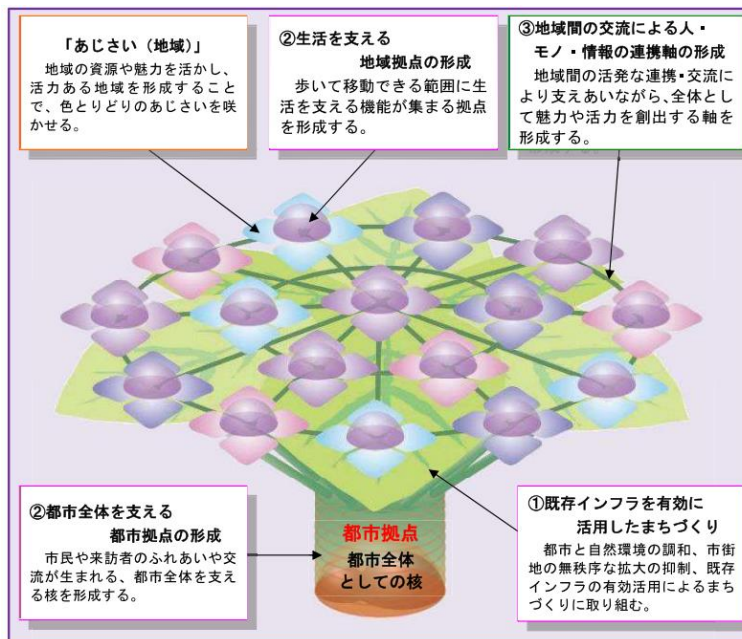 「あじさい（地域）」
地域の資源や魅力を活かし、
活力ある地域を形成すること
で、色とりどりのあじさいを咲
かせる。
②生活を支える
地域拠点の形成
歩いて移動できる範囲に生
活を支える機能が集まる拠点
を形成する。
③地域間の交流による人・
モノ・情報の連携軸の形成
地域間の活発な連携・交流に
より支えあいながら、全体とし
て魅力や活力を創出する軸を
形成する。
②都市全体を支える
都市拠点の形成
市民や来訪者のふれあいや交
流が生まれる、都市全体を支え
る核を形成する。
都市拠点
都市全体
としての核
①既存インフラを有効に
活用したまちづくり
都市と自然環境の調和、市街
地の無秩序な拡大の抑制、既存
インフラの有効活用によるまち
づくりに取り組む。